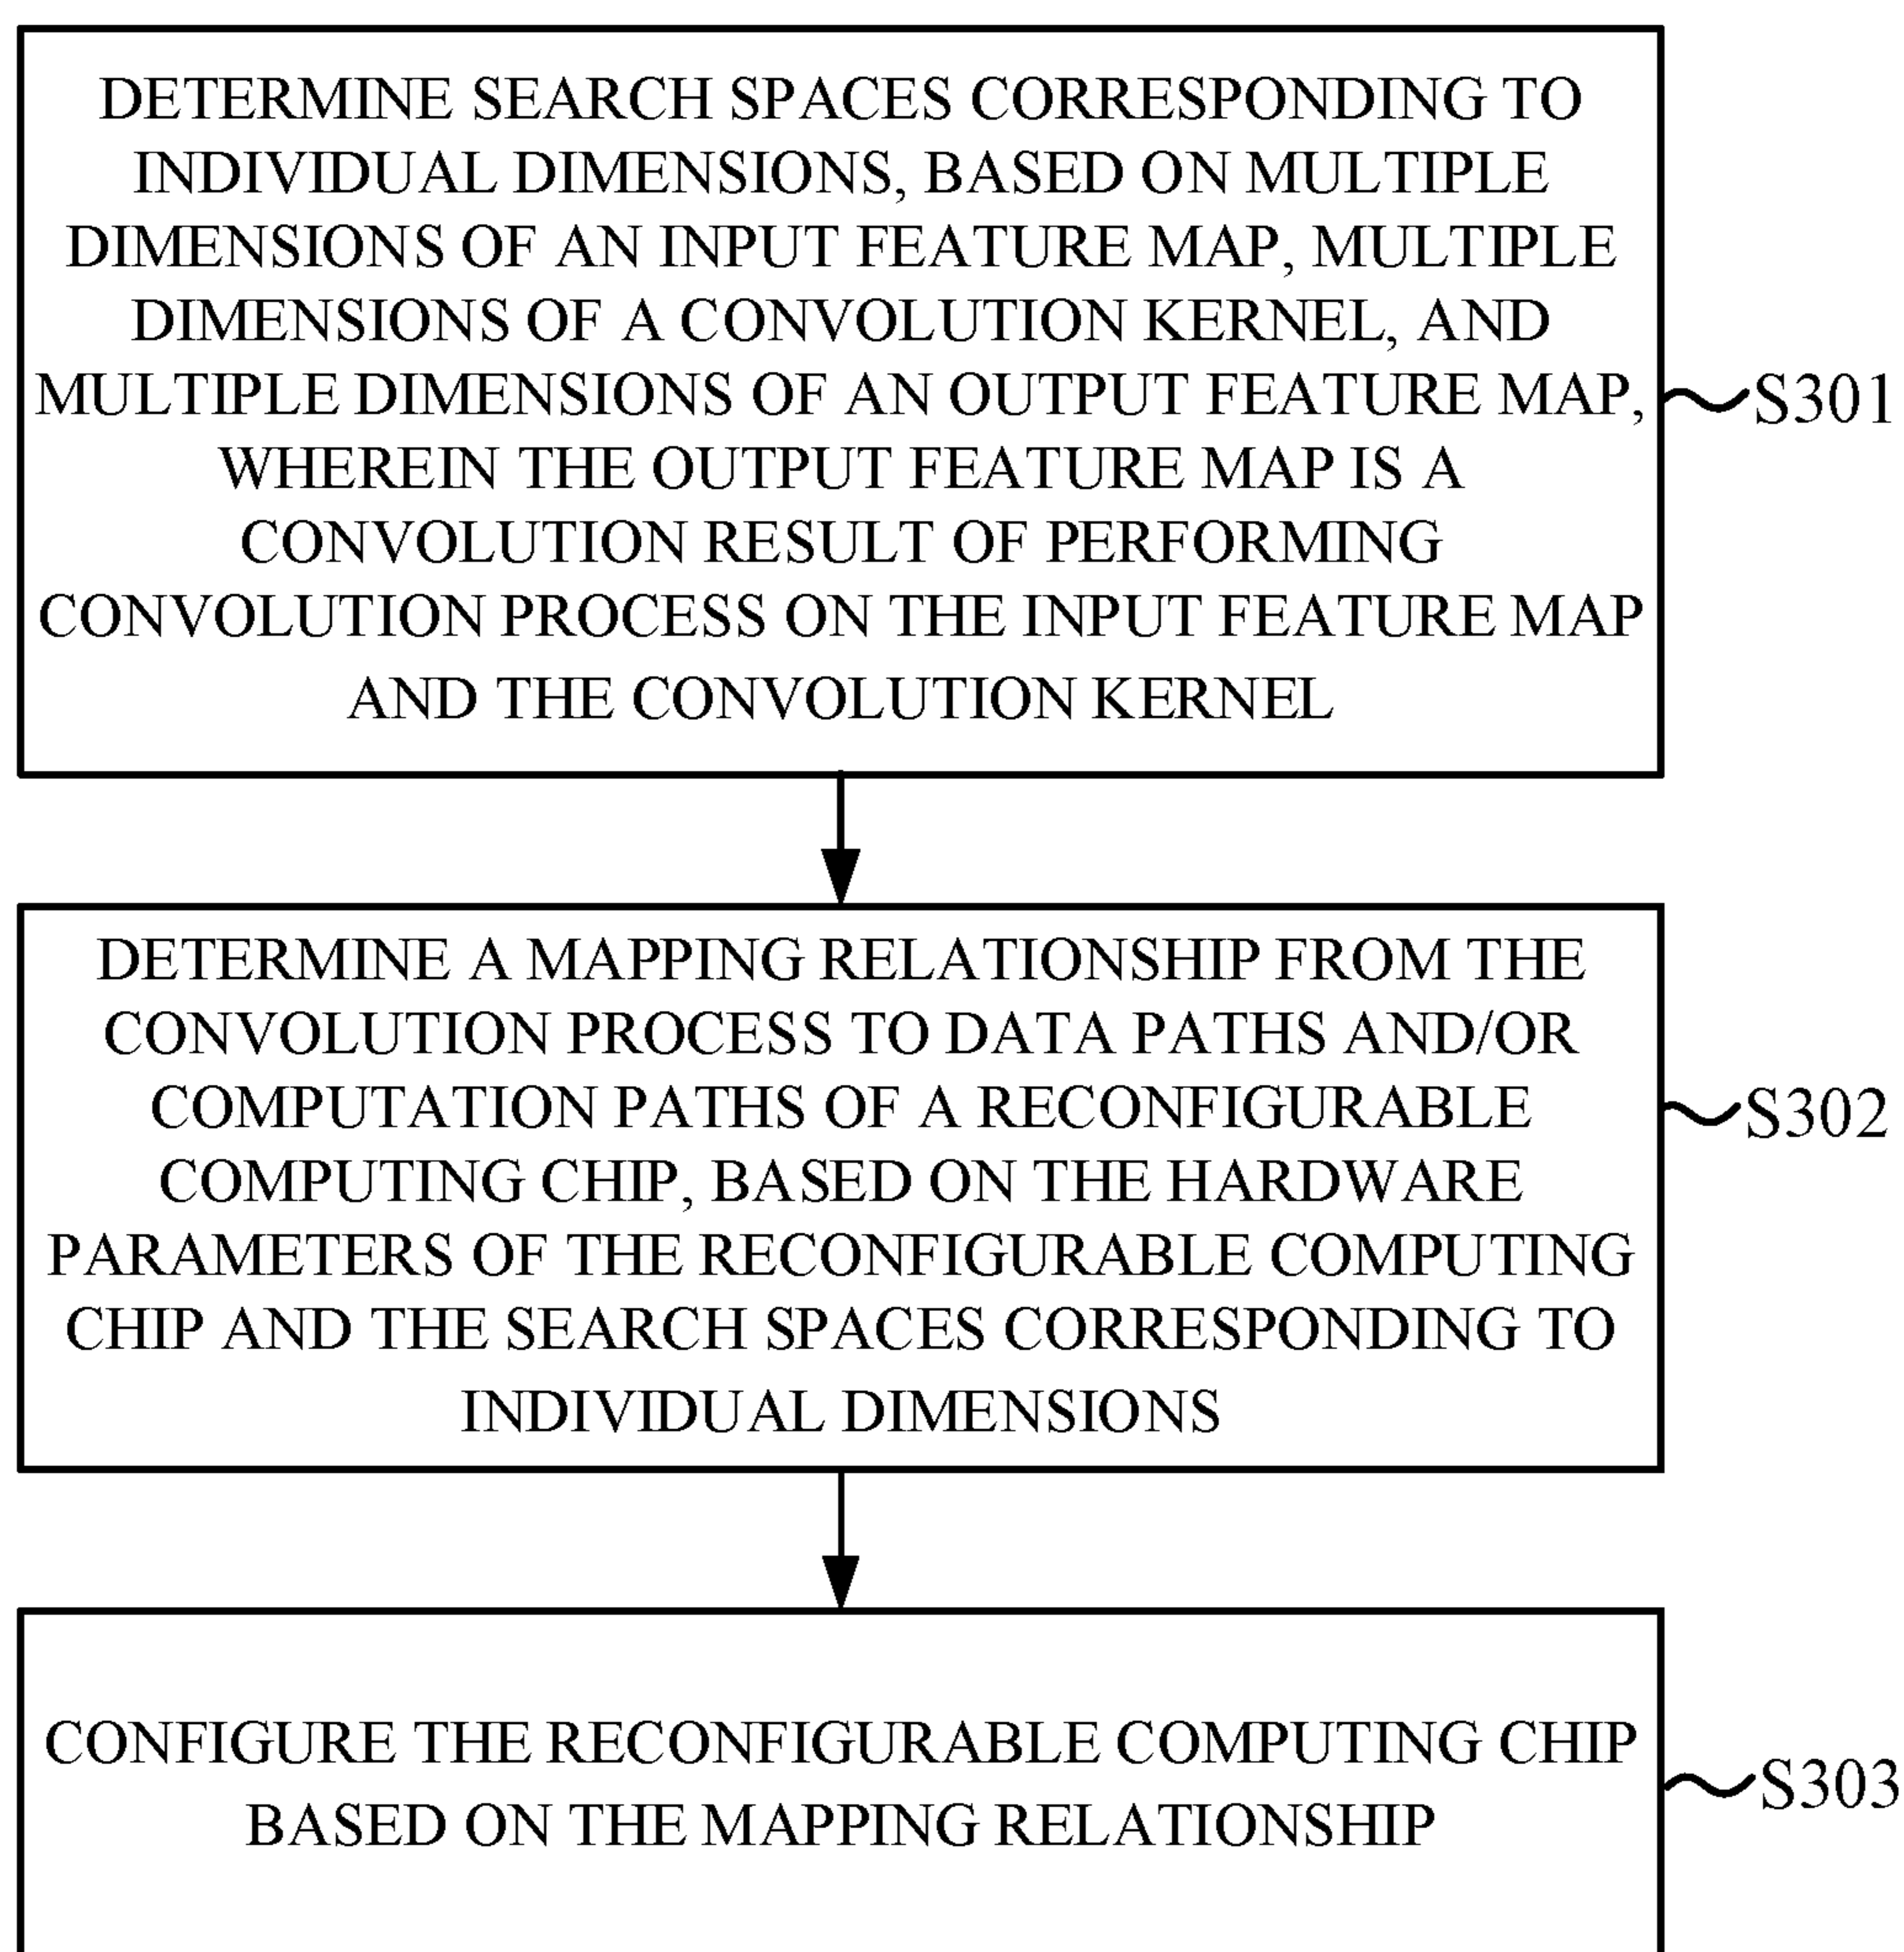 DETERMINE SEARCH SPACES CORRESPONDING TO
INDIVIDUAL DIMENSIONS, BASED ON MULTIPLE
DIMENSIONS OF AN INPUT FEATURE MAP, MULTIPLE
DIMENSIONS OF A CONVOLUTION KERNEL, AND
MULTIPLE DIMENSIONS OF AN OUTPUT FEATURE MAP,
WHEREIN THE OUTPUT FEATURE MAP IS A
CONVOLUTION RESULT OF PERFORMING
CONVOLUTION PROCESS ON THE INPUT FEATURE MAP
AND THE CONVOLUTION KERNEL
S301
DETERMINE A MAPPING RELATIONSHIP FROM THE
CONVOLUTION PROCESS TO DATA PATHS AND/OR
COMPUTATION PATHS OF A RECONFIGURABLE
COMPUTING CHIP, BASED ON THE HARDWARE
PARAMETERS OF THE RECONFIGURABLE COMPUTING
CHIP AND THE SEARCH SPACES CORRESPONDING TO
INDIVIDUAL DIMENSIONS
S302
CONFIGURE THE RECONFIGURABLE COMPUTING CHIP
BASED ON THE MAPPING RELATIONSHIP
S303